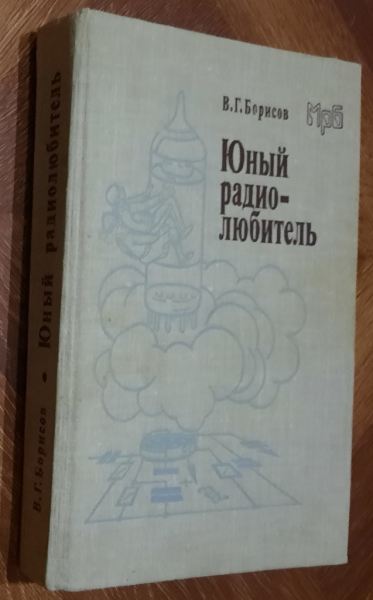 В. Г. Борисов
Мрб
Юный
радио-
любитель
В. Г. Борисов • Юный радиолюбитель